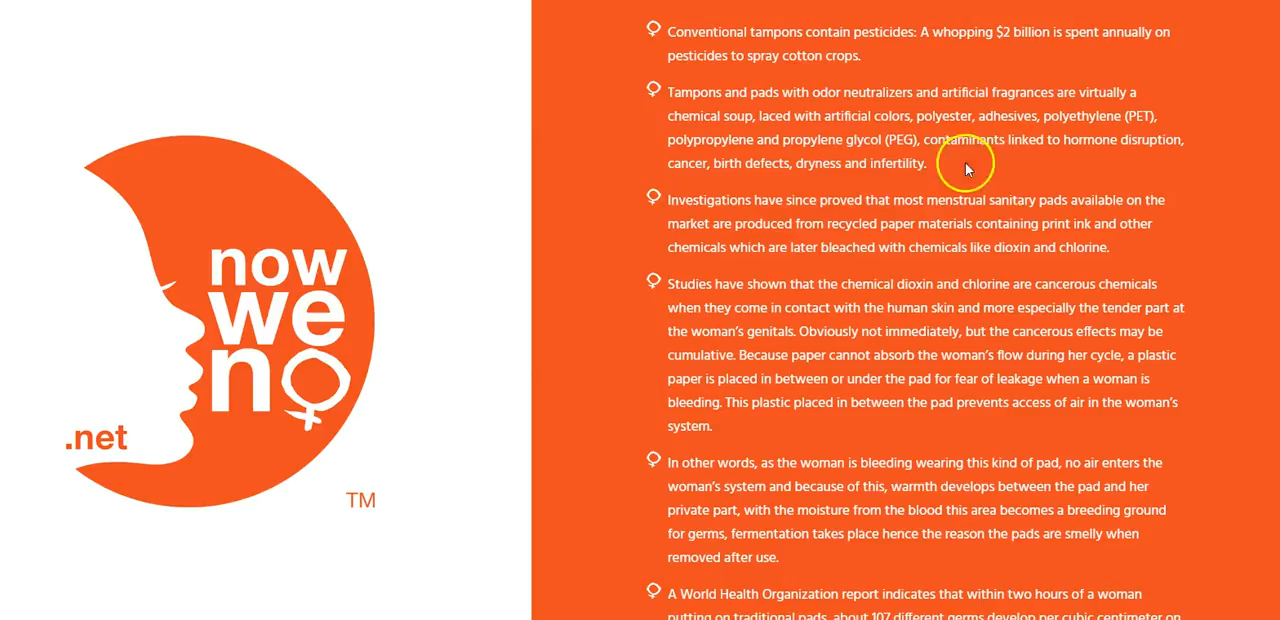 now
we
no
.net
TM
Conventional tampons contain pesticides: A whopping $2 billion is spent annually on
pesticides to spray cotton crops.
Tampons and pads with odor neutralizers and artificial fragrances are virtually a
chemical soup, laced with artificial colors, polyester, adhesives, polyethylene (PET),
polypropylene and propylene glycol (PEG), contaminants linked to hormone disruption,
cancer, birth defects, dryness and infertility.
Investigations have since proved that most menstrual sanitary pads available on the
market are produced from recycled paper materials containing print ink and other
chemicals which are later bleached with chemicals like dioxin and chlorine.
Studies have shown that the chemical dioxin and chlorine are cancerous chemicals
when they come in contact with the human skin and more especially the tender part at
the woman's genitals. Obviously not immediately, but the cancerous effects may be
cumulative. Because paper cannot absorb the woman's flow during her cycle, a plastic
paper is placed in between or under the pad for fear of leakage when a woman is
bleeding. This plastic placed in between the pad prevents access of air in the woman's
system.
In other words, as the woman is bleeding wearing this kind of pad, no air enters the
woman's system and because of this, warmth develops between the pad and her
private part, with the moisture from the blood this area becomes a breeding ground
for germs, fermentation takes place hence the reason the pads are smelly when
removed after use.
A World Health Organization report indicates that within two hours of a woman
putting on traditional pads, about 107 different germs develop per cubic centimeter on